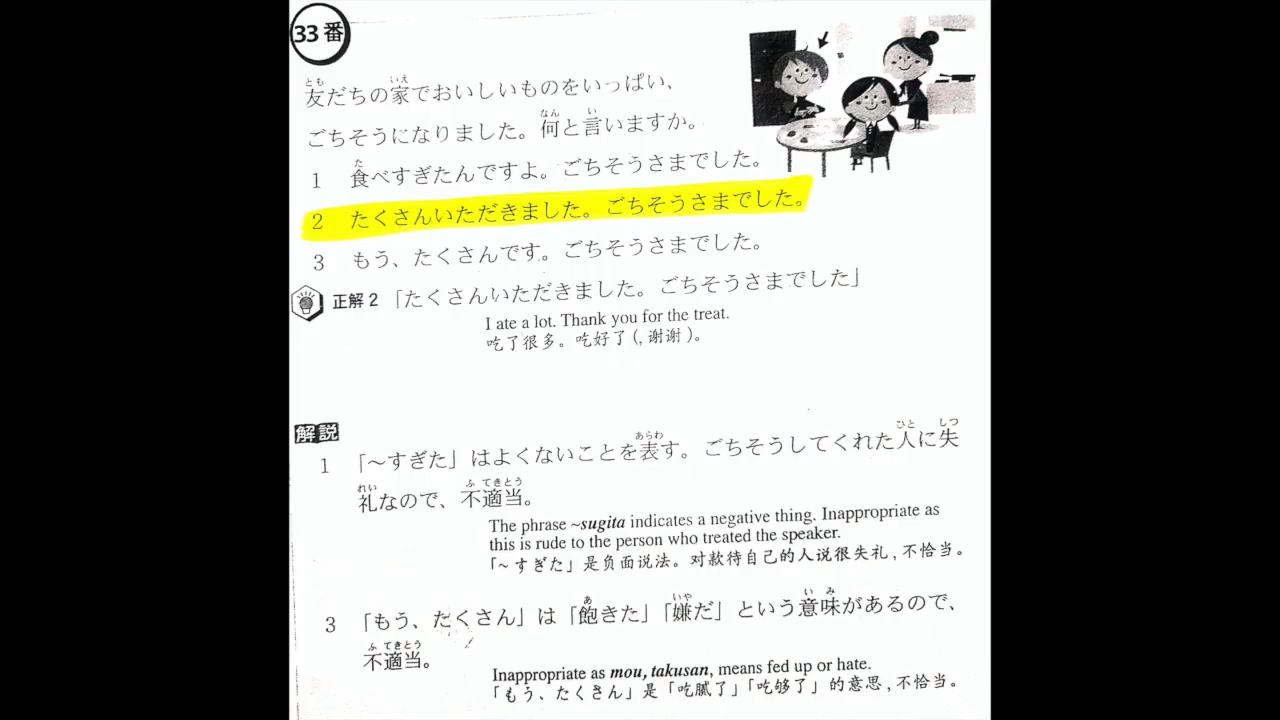 33番
友だちの家でおいしいものをいっぱい、
ごちそうになりました。何と言いますか。
1 食べすぎたんですよ。ごちそうさまでした。
2 たくさんいただきました。ごちそうさまでした。
3 もう、たくさんです。ごちそうさまでした。
正解2 「たくさんいただきました。ごちそうさまでした」
I ate a lot. Thank you for the treat.
吃了很多。吃好了(,谢谢)。
解説
1 「～すぎた」はよくないことを表す。ごちそうしてくれた人に失
礼なので、不適当。
The phrase ~sugita indicates a negative thing. Inappropriate as
this is rude to the person who treated the speaker.
「～すぎた」是负面说法。对款待自己的人说很失礼,不恰当。
3 「もう、たくさん」は「飽きた」「嫌だ」という意味があるので、
不適当。
Inappropriate as mou, takusan, means fed up or hate.
「もう、たくさん」是「吃腻了」「吃够了」的意思,不恰当。